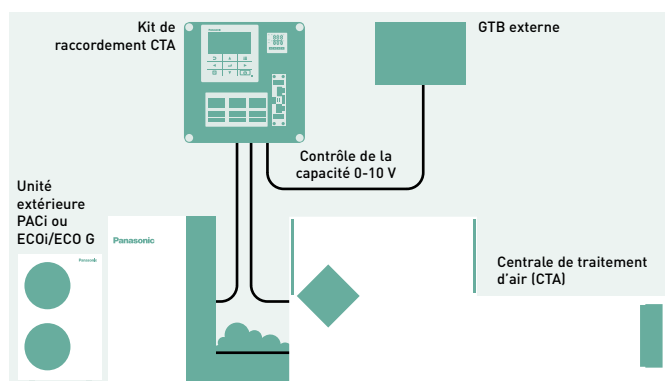 Kit de
raccordement CTA
GTB externe
Panasonic
Contrôle de la
capacité 0-10 V
Unité
extérieure
PACi ou
ECOi/ECO G
Panasonic
Panasonic
Centrale de traitement
d'air (CTA)